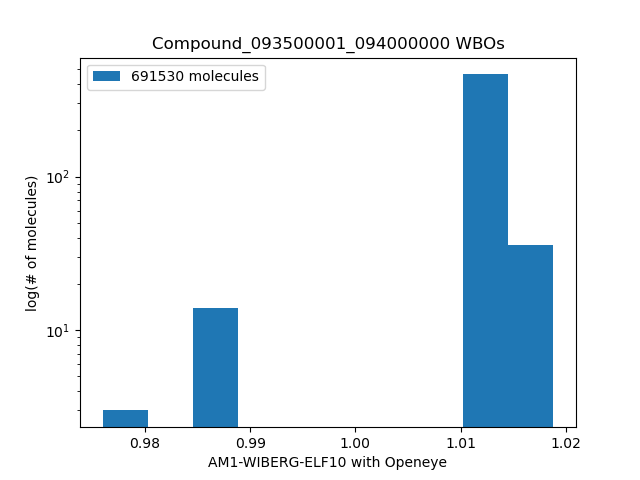 Compound_093500001_094000000 WBOs
691530 molecules
log(# of molecules)
10²
10¹
0.98 0.99 1.00 1.01 1.02
AM1-WIBERG-ELF10 with Openeye